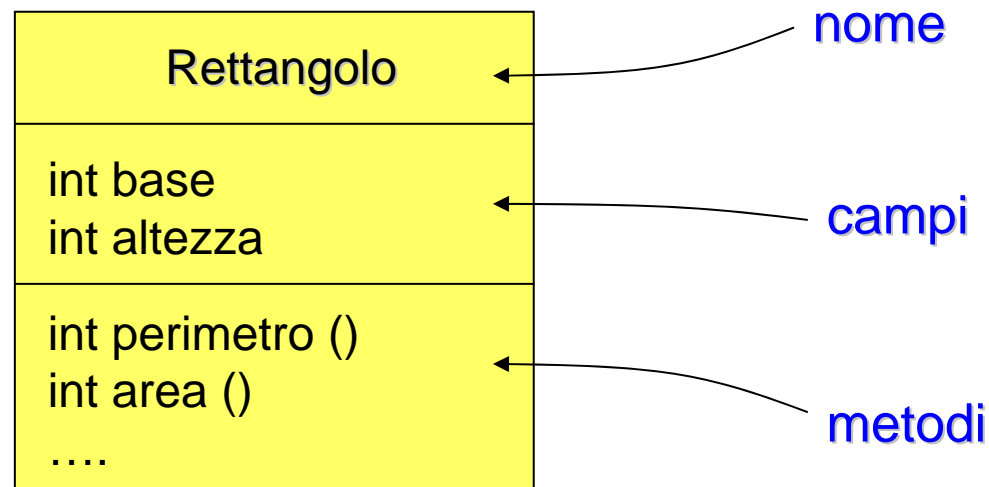 nome
Rettangolo
int base
int altezza
campi
int perimetro ()
int area ()
....
metodi